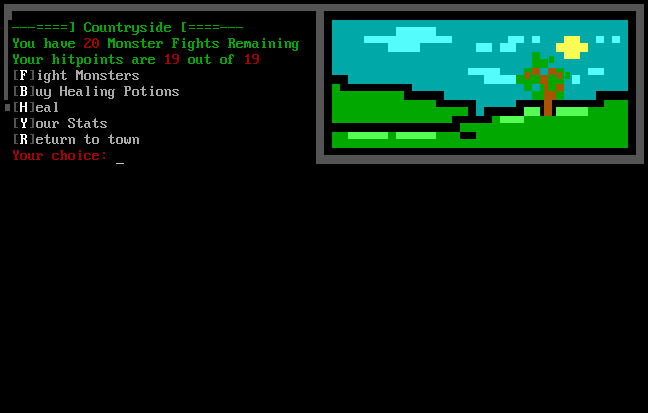 ---====] Countryside [====---
You have 20 Monster Fights Remaining
Your hitpoints are 19 out of 19
[F]ight Monsters
[B]uy Healing Potions
[H]eal
[Y]our Stats
[R]eturn to town
Your choice: _